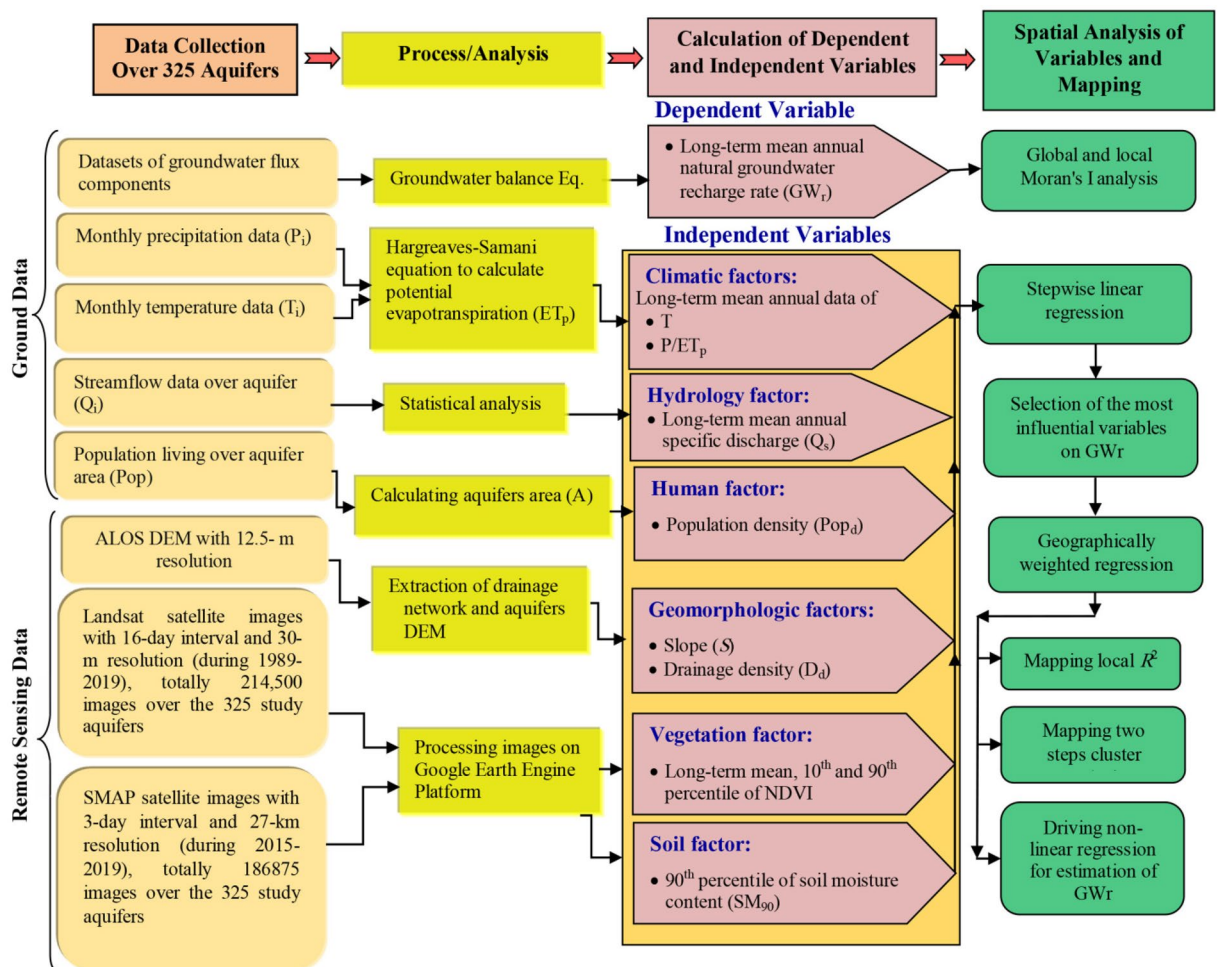 Data Collection
Over 325 Aquifers
Process/Analysis
Calculation of Dependent
and Independent Variables
Spatial Analysis of
Variables and
Mapping
Ground Data
Remote Sensing Data
Datasets of groundwater flux
components
Monthly precipitation data (Pi)
Monthly temperature data (Ti)
Streamflow data over aquifer
(Qi)
Population living over aquifer
area (Pop)
ALOS DEM with 12.5- m
resolution
Landsat satellite images
with 16-day interval and 30-
m resolution (during 1989-
2019), totally 214,500
images over the 325 study
aquifers
SMAP satellite images with
3-day interval and 27-km
resolution (during 2015-
2019), totally 186875
images over the 325 study
aquifers
Groundwater balance Eq.
Hargreaves-Samani
equation to calculate
potential
evapotranspiration (ETp)
Statistical analysis
Calculating aquifers area (A)
Extraction of drainage
network and aquifers
DEM
Processing images on
Google Earth Engine
Platform
Dependent Variable
• Long-term mean annual
natural groundwater
recharge rate (GWr)
Independent Variables
Climatic factors:
Long-term mean annual data of
• T
• P/ETp
Hydrology factor:
• Long-term mean annual
specific discharge (Qs)
Human factor:
• Population density (Popd)
Geomorphologic factors:
• Slope (S)
• Drainage density (Dd)
Vegetation factor:
• Long-term mean, 10th and 90th
percentile of NDVI
Soil factor:
• 90th percentile of soil moisture
content (SM90)
Global and local
Moran's I analysis
Stepwise linear
regression
Selection of the most
influential variables
on GWr
Geographically
weighted regression
Mapping local R²
Mapping two
steps cluster
Driving non-
linear regression
for estimation of
GWr